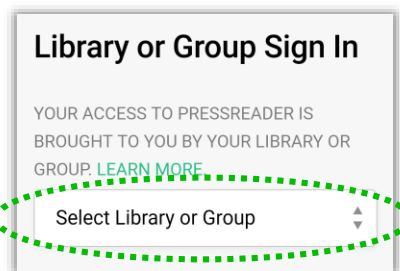 Library or Group Sign In
YOUR ACCESS TO PRESSREADER IS
BROUGHT TO YOU BY YOUR LIBRARY OR
GROUP. LEARN MORE.
Select Library or Group